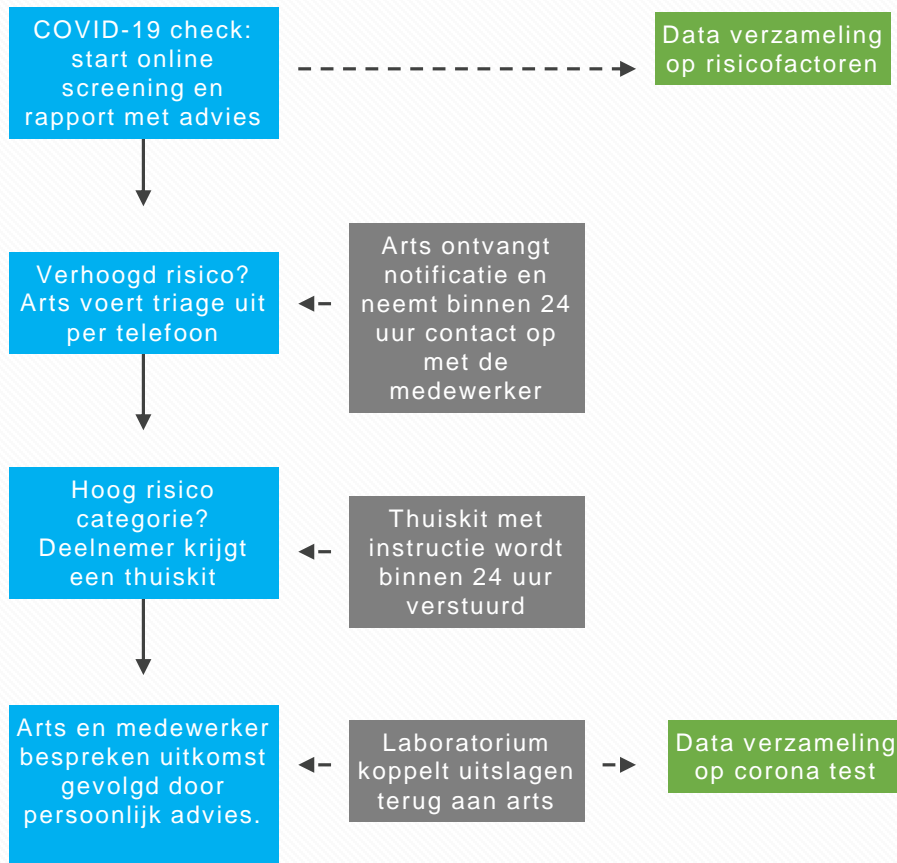 COVID-19 check:
start online
screening en
rapport met advies
Data verzameling
op risicofactoren
Verhoogd risico?
Arts voert triage uit
per telefoon
Arts ontvangt
notificatie en
neemt binnen 24
uur contact op
met de
medewerker
Hoog risico
categorie?
Deelnemer krijgt
een thuiskit
Thuiskit met
instructie wordt
binnen 24 uur
verstuurd
Arts en medewerker
bespreken uitkomst
gevolgd door
persoonlijk advies.
Laboratorium
koppelt uitslagen
terug aan arts
Data verzameling
op corona test